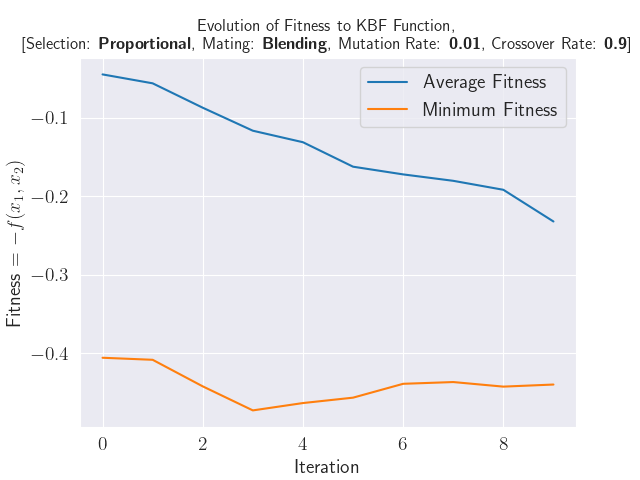 Evolution of Fitness to KBF Function,
[Selection: Proportional, Mating: Blending, Mutation Rate: 0.01, Crossover Rate: 0.9]
Average Fitness
Minimum Fitness
Fitness = −f(x₁, x₂)
−0.1
−0.2
−0.3
−0.4
0 2 4 6 8
Iteration